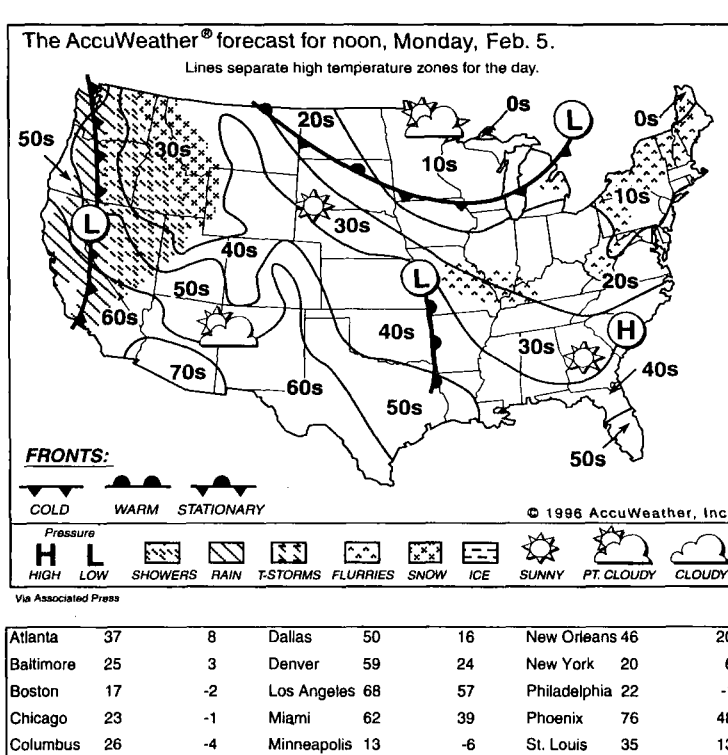 The AccuWeather® forecast for noon, Monday, Feb. 5.
Lines separate high temperature zones for the day.
50s
30s
20s
0s
L
0s
10s
10s
L
30s
40s
50s
L
20s
60s
40s
30s
H
70s
60s
50s
40s
50s
FRONTS:
COLD WARM STATIONARY
© 1996 AccuWeather, Inc
Pressure
H L
HIGH LOW SHOWERS RAIN T-STORMS FLURRIES SNOW ICE SUNNY PT. CLOUDY CLOUDY
Via Associated Press
Atlanta 37 8 Dallas 50 16 New Orleans 46
Baltimore 25 3 Denver 59 24 New York 20
Boston 17 -2 Los Angeles 68 57 Philadelphia 22
Chicago 23 -1 Miami 62 39 Phoenix 76
Columbus 26 -4 Minneapolis 13 -6 St. Louis 35